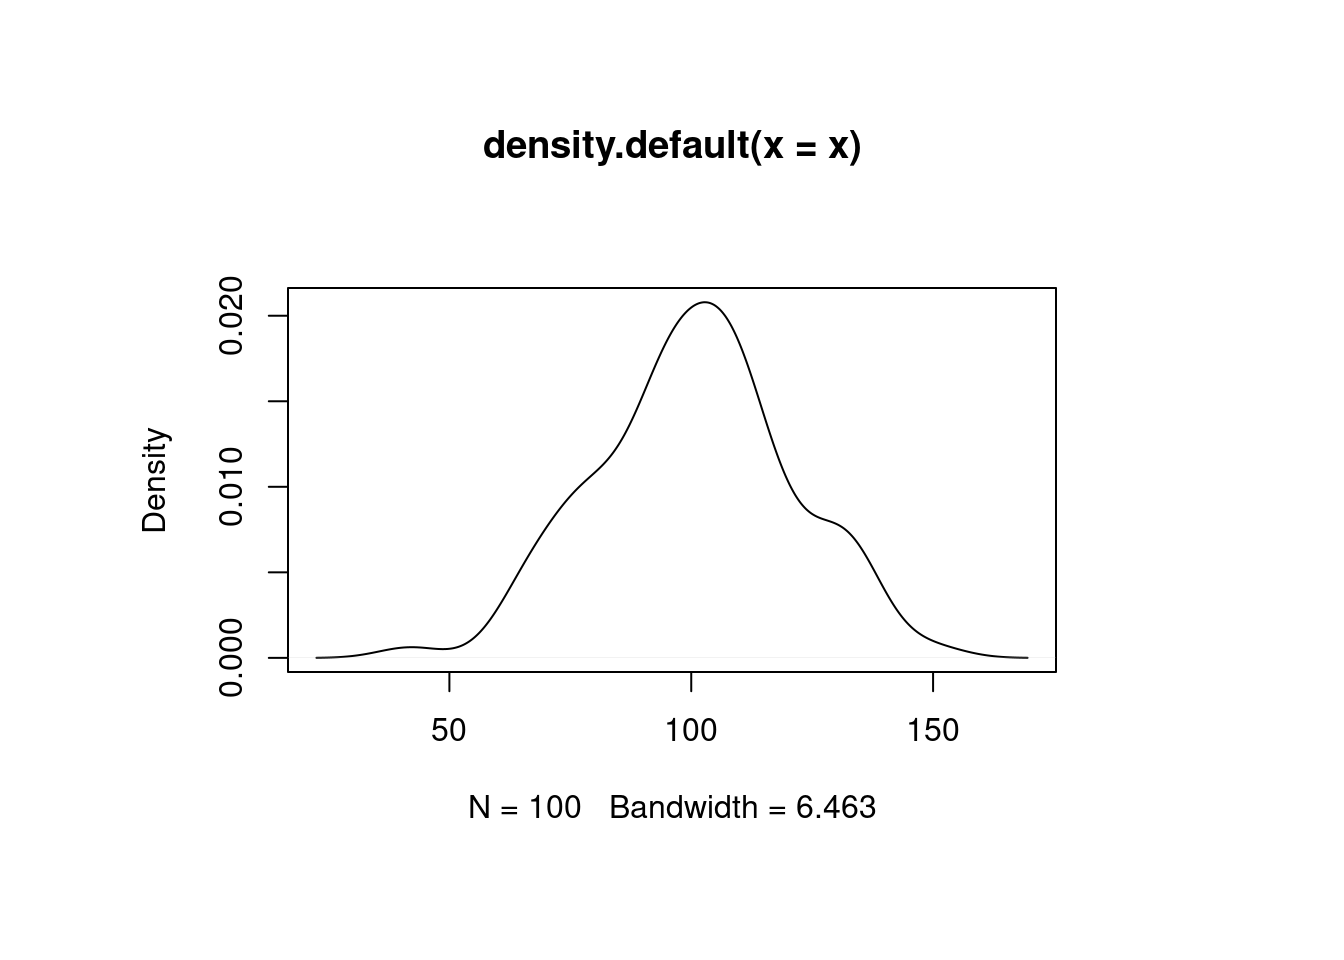 density.default(x = x)
Density
0.020
0.010
0.000
50 100 150
N = 100   Bandwidth = 6.463